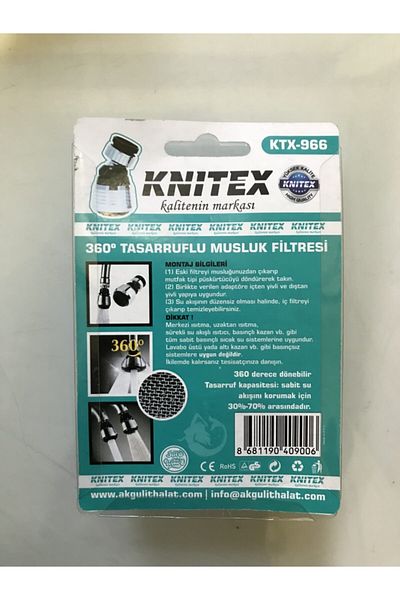 KTX-966
KNITEX
kalitenin markası
KNITEX
KNITEX KNITEX KNITEX KNITEX KNITEX KNITEX
360° TASARRUFLU MUSLUK FİLTRESİ
MONTAJ BİLGİLERİ
(1) Eski filtreyi musluğunuzdan çıkarıp
mutfak tipi küçük pütürcüğü döndürerek takın.
(2) Birlikte verilen adaptöre içten yivli ve dıştan
yivli yapıya uygundur.
(3) Su akışının düzensiz olması halinde, iç filtreyi
çıkarıp temizleyebilirsiniz.
DİKKAT !
Merkezi ısıtma, uzaktan ısıtma,
sürekli su akışlı ısıtıcı, basınçlı kazan vb. gibi
tüm sabit basınçlı sıcak su sistemlerine uygundur.
Lavabo üstü yada altı kazan vb. gibi basınçsız
sistemlere uygun değildir.
İkilemde kalırsanız tesisatçınıza danışın.
360°
360 derece dönebilir
Tasarruf kapasitesi: sabit su
akışını korumak için
30%-70% arasındadır.
8 681190 409006
CE RoHS
www.akgulithalat.com | info@akgulithalat.com
KNITEX KNITEX KNITEX KNITEX KNITEX KNITEX